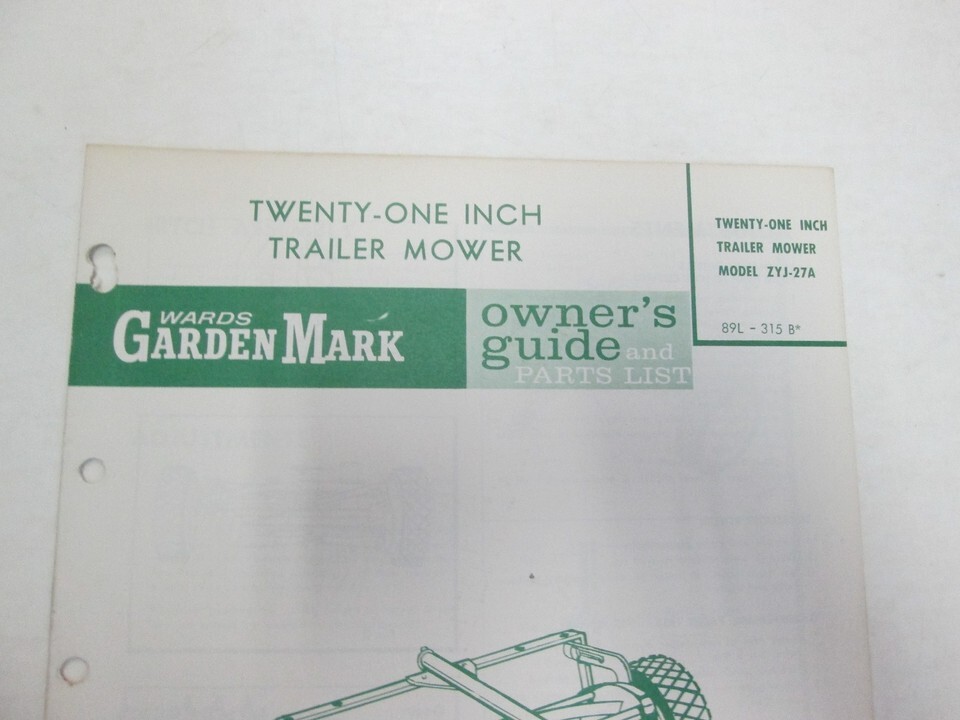 TWENTY-ONE INCH
TRAILER MOWER
TWENTY-ONE INCH
TRAILER MOWER
MODEL ZYJ-27A
89L - 315 B*
WARDS
GARDEN MARK
owner's
guide and
PARTS LIST